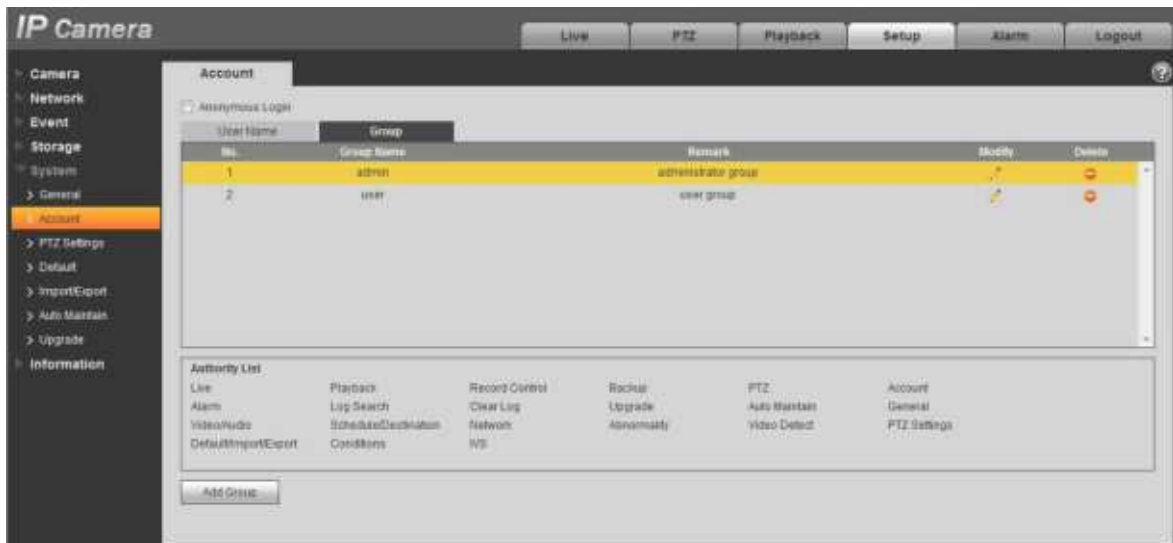 IP Camera
Live PTZ Playback Setup Alarm Logout
Camera
Network
Event
Storage
System
General
Account
PTZ Settings
Default
Import/Export
Auto Maintain
Upgrade
Information
Account
Anonymous Login
User Name Group
No. Group Name Remark Modify Delete
1 admin administrator group
2 user user group
Authority List
Live Playback Record Control Backup PTZ Account
Alarm Log Search Clear Log Upgrade Auto Maintain General
Video/Audio Schedule/Destination Network Abnormality Video Detect PTZ Settings
Default/Import/Export Conditions IVS
Add Group